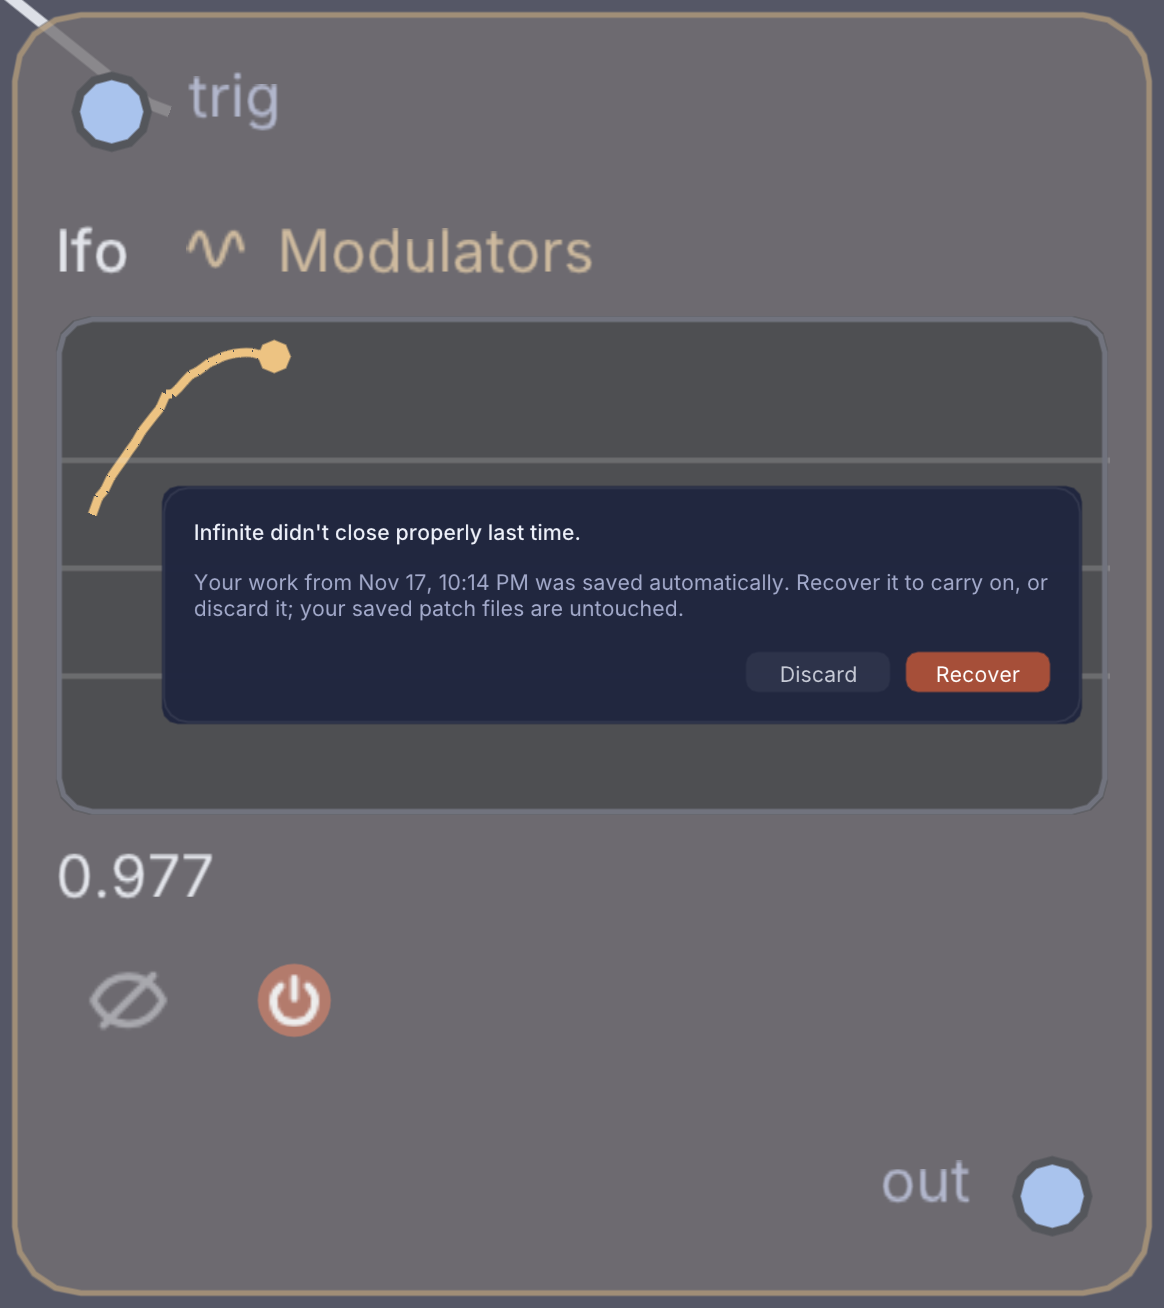 trig
lfo Modulators
Infinite didn't close properly last time.
Your work from Nov 17, 10:14 PM was saved automatically. Recover it to carry on, or
discard it; your saved patch files are untouched.
Discard Recover
0.977
out